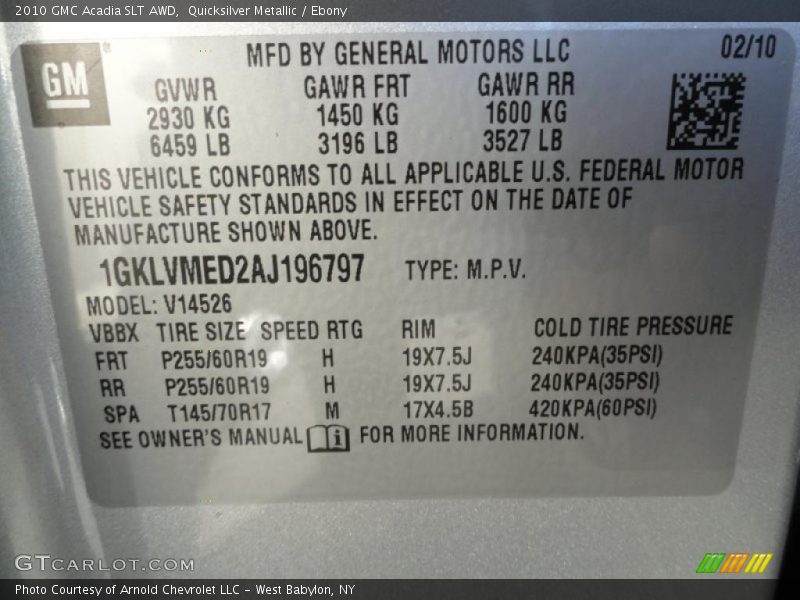 2010 GMC Acadia SLT AWD, Quicksilver Metallic / Ebony
GM
MFD BY GENERAL MOTORS LLC 02/10
GVWR GAWR FRT GAWR RR
2930 KG 1450 KG 1600 KG
6459 LB 3196 LB 3527 LB
THIS VEHICLE CONFORMS TO ALL APPLICABLE U.S. FEDERAL MOTOR
VEHICLE SAFETY STANDARDS IN EFFECT ON THE DATE OF
MANUFACTURE SHOWN ABOVE.
1GKLVMED2AJ196797 TYPE: M.P.V.
MODEL: V14526
VBBX TIRE SIZE SPEED RTG RIM COLD TIRE PRESSURE
FRT P255/60R19 H 19X7.5J 240KPA(35PSI)
RR P255/60R19 H 19X7.5J 240KPA(35PSI)
SPA T145/70R17 M 17X4.5B 420KPA(60PSI)
SEE OWNER'S MANUAL FOR MORE INFORMATION.
GTCARLOT.COM
Photo Courtesy of Arnold Chevrolet LLC - West Babylon, NY